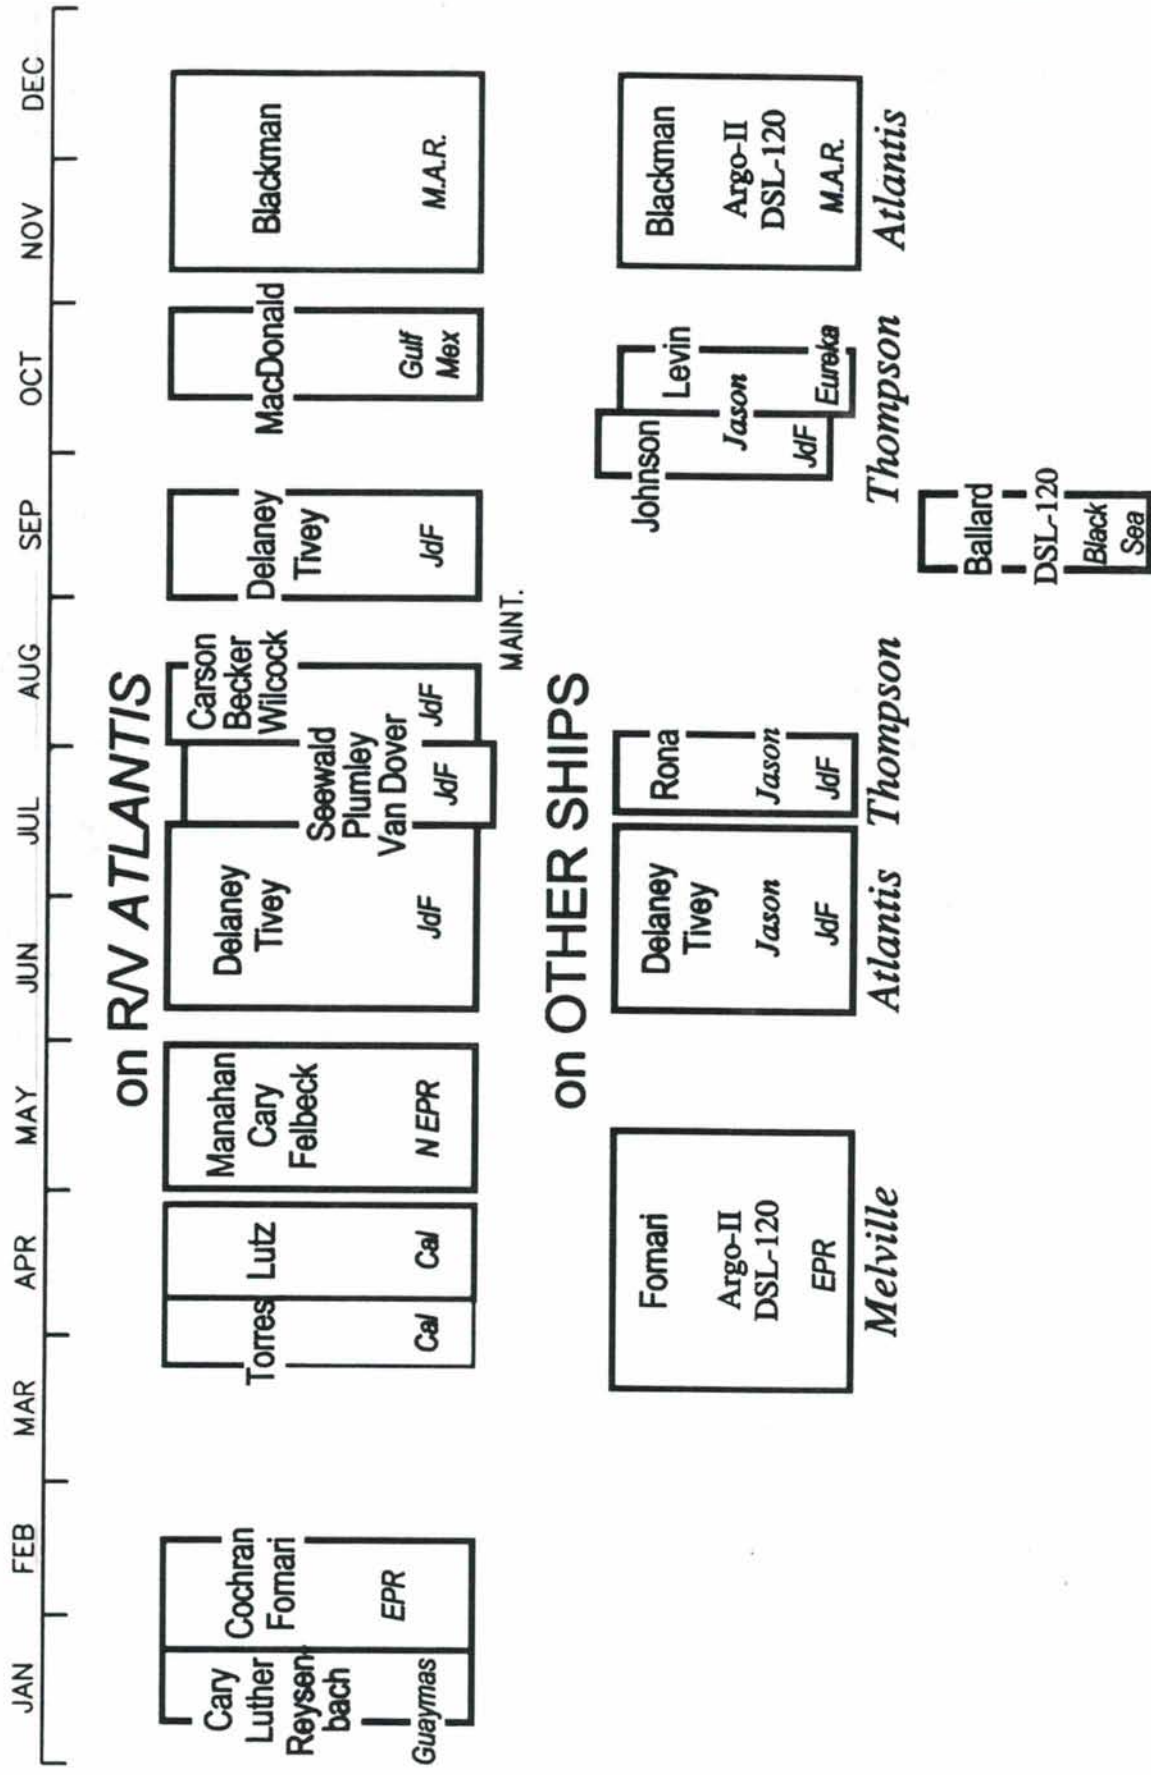 JAN FEB MAR APR MAY JUN JUL AUG SEP OCT NOV DEC
on R/V ATLANTIS
Cary
Luther
Reysen-
bach
Guaymas
Cochran
Fornari
EPR
Torres
Cal
Lutz
Cal
Manahan
Cary
Felbeck
N EPR
Delaney
Tivey
JdF
Seewald
Plumley
Van Dover
JdF
Carson
Becker
Wilcock
JdF
MAINT.
Delaney
Tivey
JdF
MacDonald
Gulf
Mex
Blackman
M.A.R.
on OTHER SHIPS
Fornari
Argo-II
DSL-120
EPR
Melville
Delaney
Tivey
Jason
JdF
Atlantis
Rona
Jason
JdF
Thompson
Ballard
DSL-120
Black
Sea
Johnson
Levin
Jason
JdF
Eureka
Thompson
Blackman
Argo-II
DSL-120
M.A.R.
Atlantis